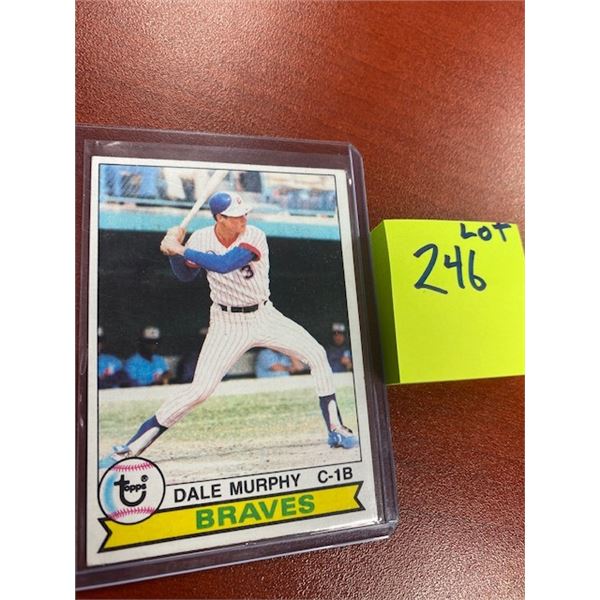 LOT
246
3
topps
DALE MURPHY C-1B
BRAVES